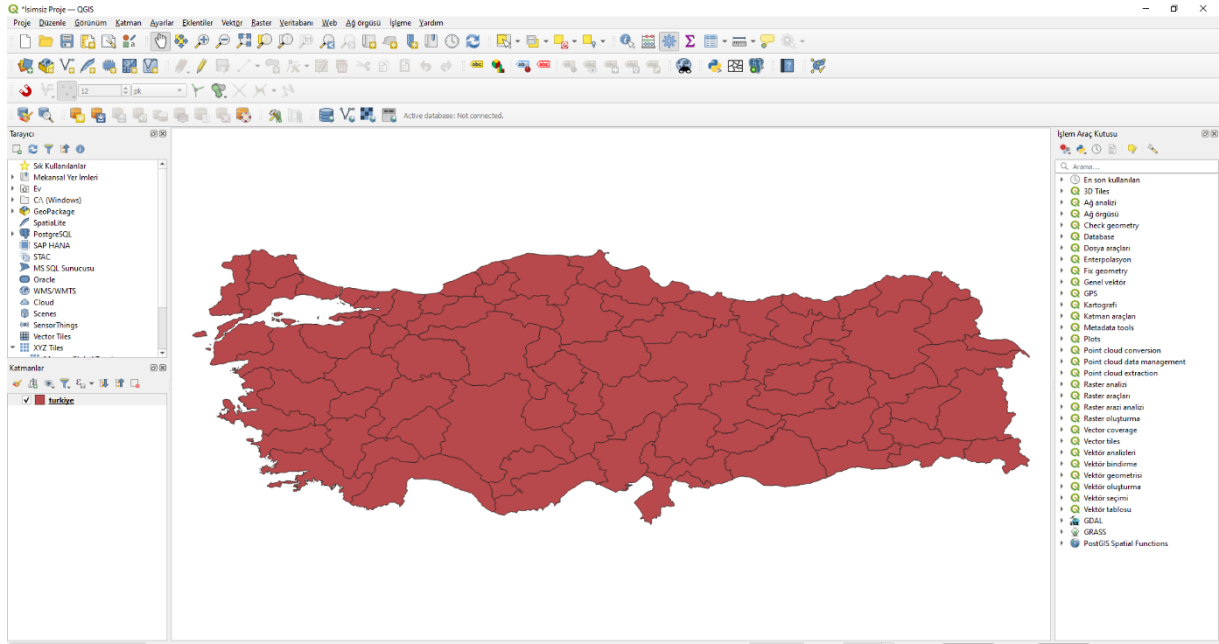 *İsimsiz Proje — QGIS
Proje Düzenle Görünüm Katman Ayarlar Eklentiler Vektör Raster Veritabanı Web Ağ örgüsü İşleme Yardım
12 pk
Active database: Not connected.
Tarayıcı
Sık Kullanılanlar
Mekansal Yer İmleri
Ev
C:\ (Windows)
GeoPackage
SpatiaLite
PostgreSQL
SAP HANA
STAC
MS SQL Sunucusu
Oracle
WMS/WMTS
Cloud
Scenes
SensorThings
Vector Tiles
XYZ Tiles
Katmanlar
turkiye
İşlem Araç Kutusu
Arama...
En son kullanılan
3D Tiles
Ağ analizi
Ağ örgüsü
Check geometry
Database
Dosya araçları
Enterpolasyon
Fix geometry
Genel vektör
GPS
Kartografi
Katman araçları
Metadata tools
Plots
Point cloud conversion
Point cloud data management
Point cloud extraction
Raster analizi
Raster araçları
Raster arazi analizi
Raster oluşturma
Vector coverage
Vector tiles
Vektör analizleri
Vektör bindirme
Vektör geometrisi
Vektör oluşturma
Vektör seçimi
Vektör tablosu
GDAL
GRASS
PostGIS Spatial Functions